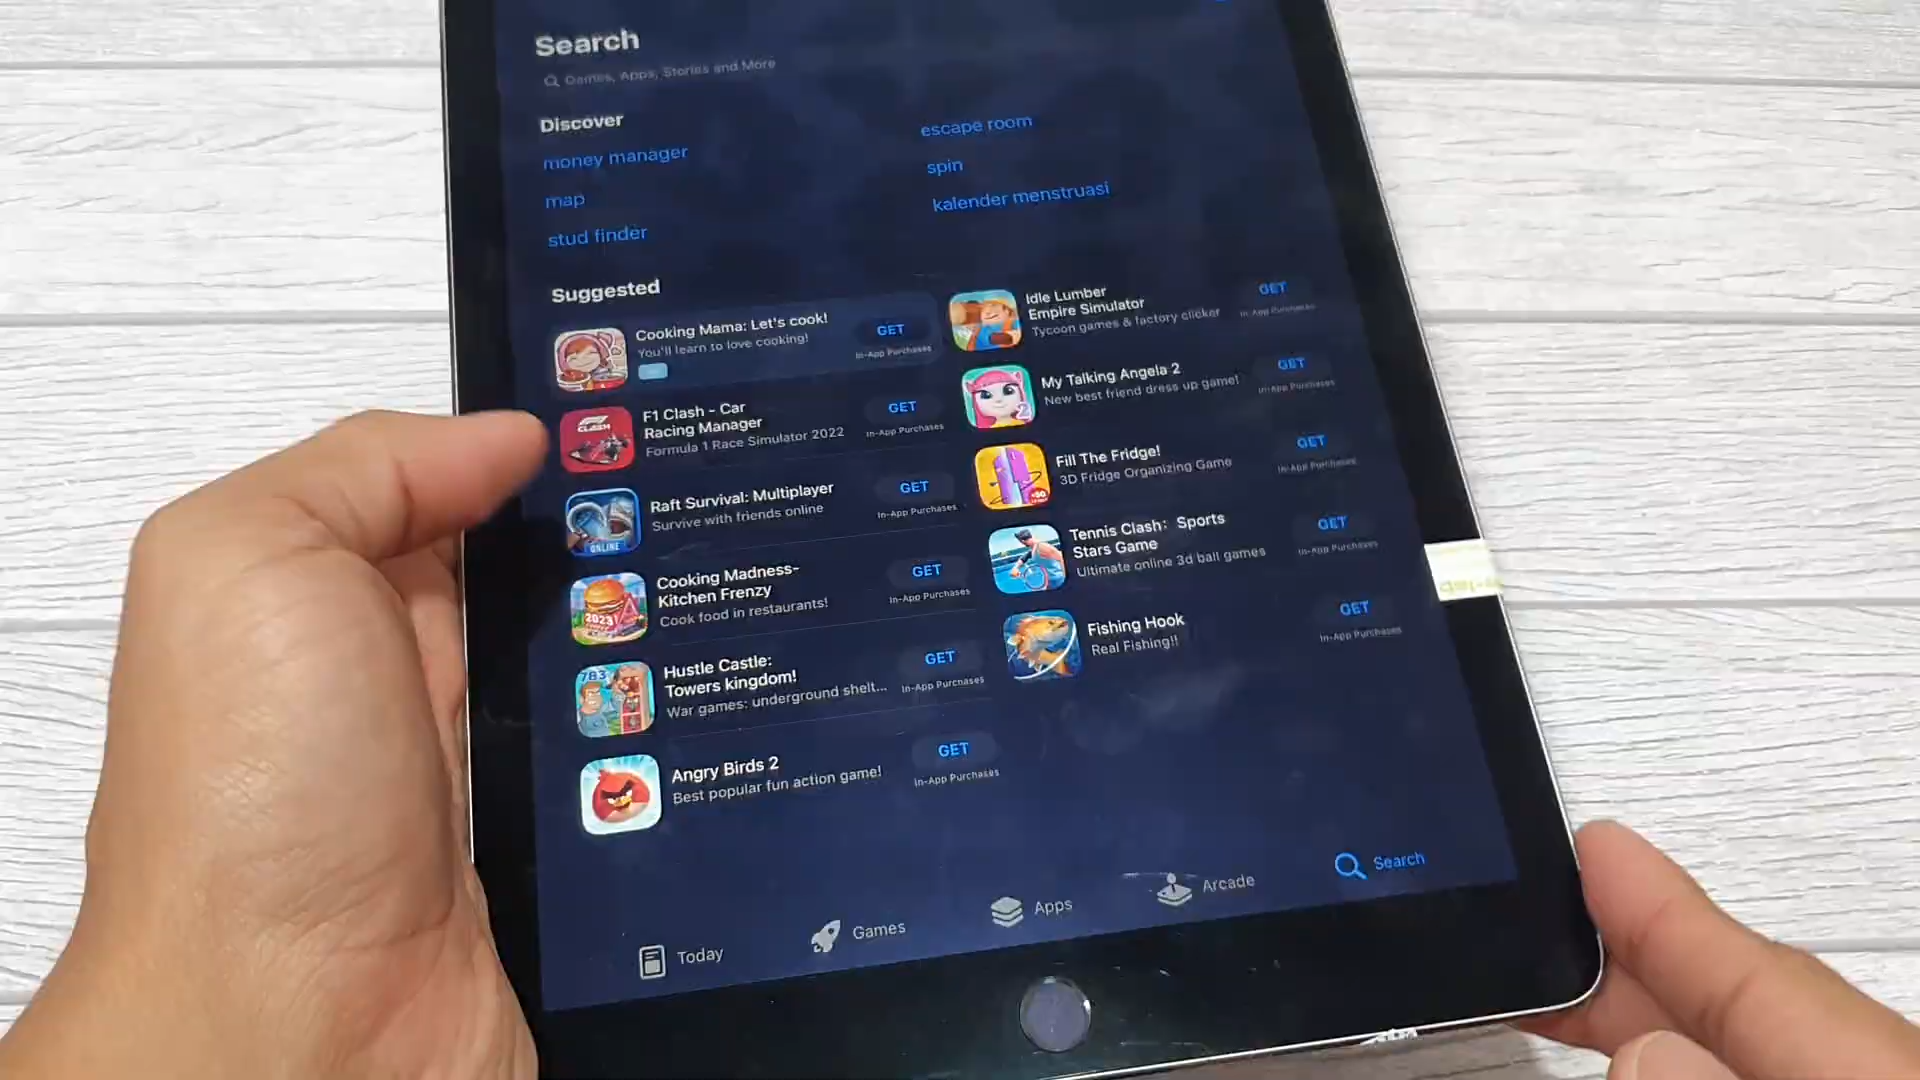 Search
Games, Apps, Stories and More
Discover
money manager
map
stud finder
escape room
spin
kalender menstruasi
Suggested
Cooking Mama: Let's cook!
You'll learn to love cooking!
GET
In-App Purchases
F1 Clash - Car
Racing Manager
Formula 1 Race Simulator 2022
GET
In-App Purchases
CLASH
Raft Survival: Multiplayer
Survive with friends online
GET
In-App Purchases
ONLINE
Cooking Madness-
Kitchen Frenzy
Cook food in restaurants!
GET
In-App Purchases
2023
Hustle Castle:
Towers kingdom!
War games: underground shelt...
GET
In-App Purchases
783
Angry Birds 2
Best popular fun action game!
GET
In-App Purchases
Idle Lumber
Empire Simulator
Tycoon games & factory clicker
GET
In-App Purchases
My Talking Angela 2
New best friend dress up game!
GET
In-App Purchases
2
Fill The Fridge!
3D Fridge Organizing Game
GET
In-App Purchases
Tennis Clash: Sports
Stars Game
Ultimate online 3d ball games
GET
In-App Purchases
Fishing Hook
Real Fishing!!
GET
In-App Purchases
Today
Games
Apps
Arcade
Search